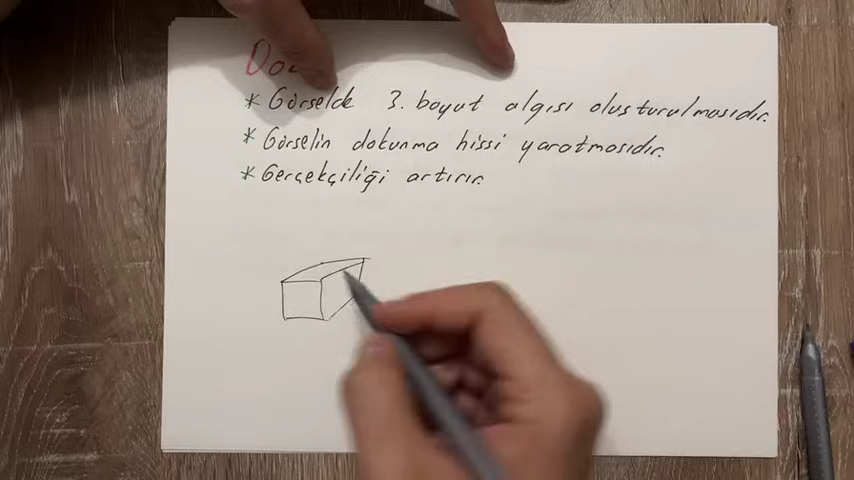 * Görselde 3. boyut algısı oluşturulmasıdır.
* Görselin dokunma hissi yaratmasıdır.
* Gerçekçiliği artırır.